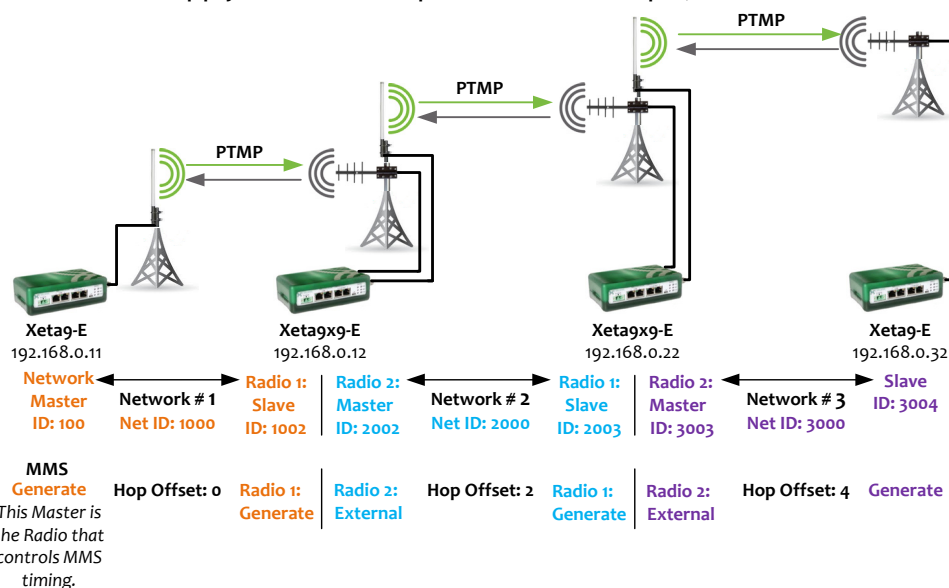 PTMP
PTMP
PTMP
Xeta9-E
192.168.0.11
Xeta9x9-E
192.168.0.12
Xeta9x9-E
192.168.0.22
Xeta9-E
192.168.0.32
Network
Master
ID: 100
Network # 1
Net ID: 1000
Radio 1:
Slave
ID: 1002
Radio 2:
Master
ID: 2002
Network # 2
Net ID: 2000
Radio 1:
Slave
ID: 2003
Radio 2:
Master
ID: 3003
Network # 3
Net ID: 3000
Slave
ID: 3004
MMS
Generate
This Master is
the Radio that
controls MMS
timing.
Hop Offset: 0
Radio 1:
Generate
Radio 2:
External
Hop Offset: 2
Radio 1:
Generate
Radio 2:
External
Hop Offset: 4
Generate